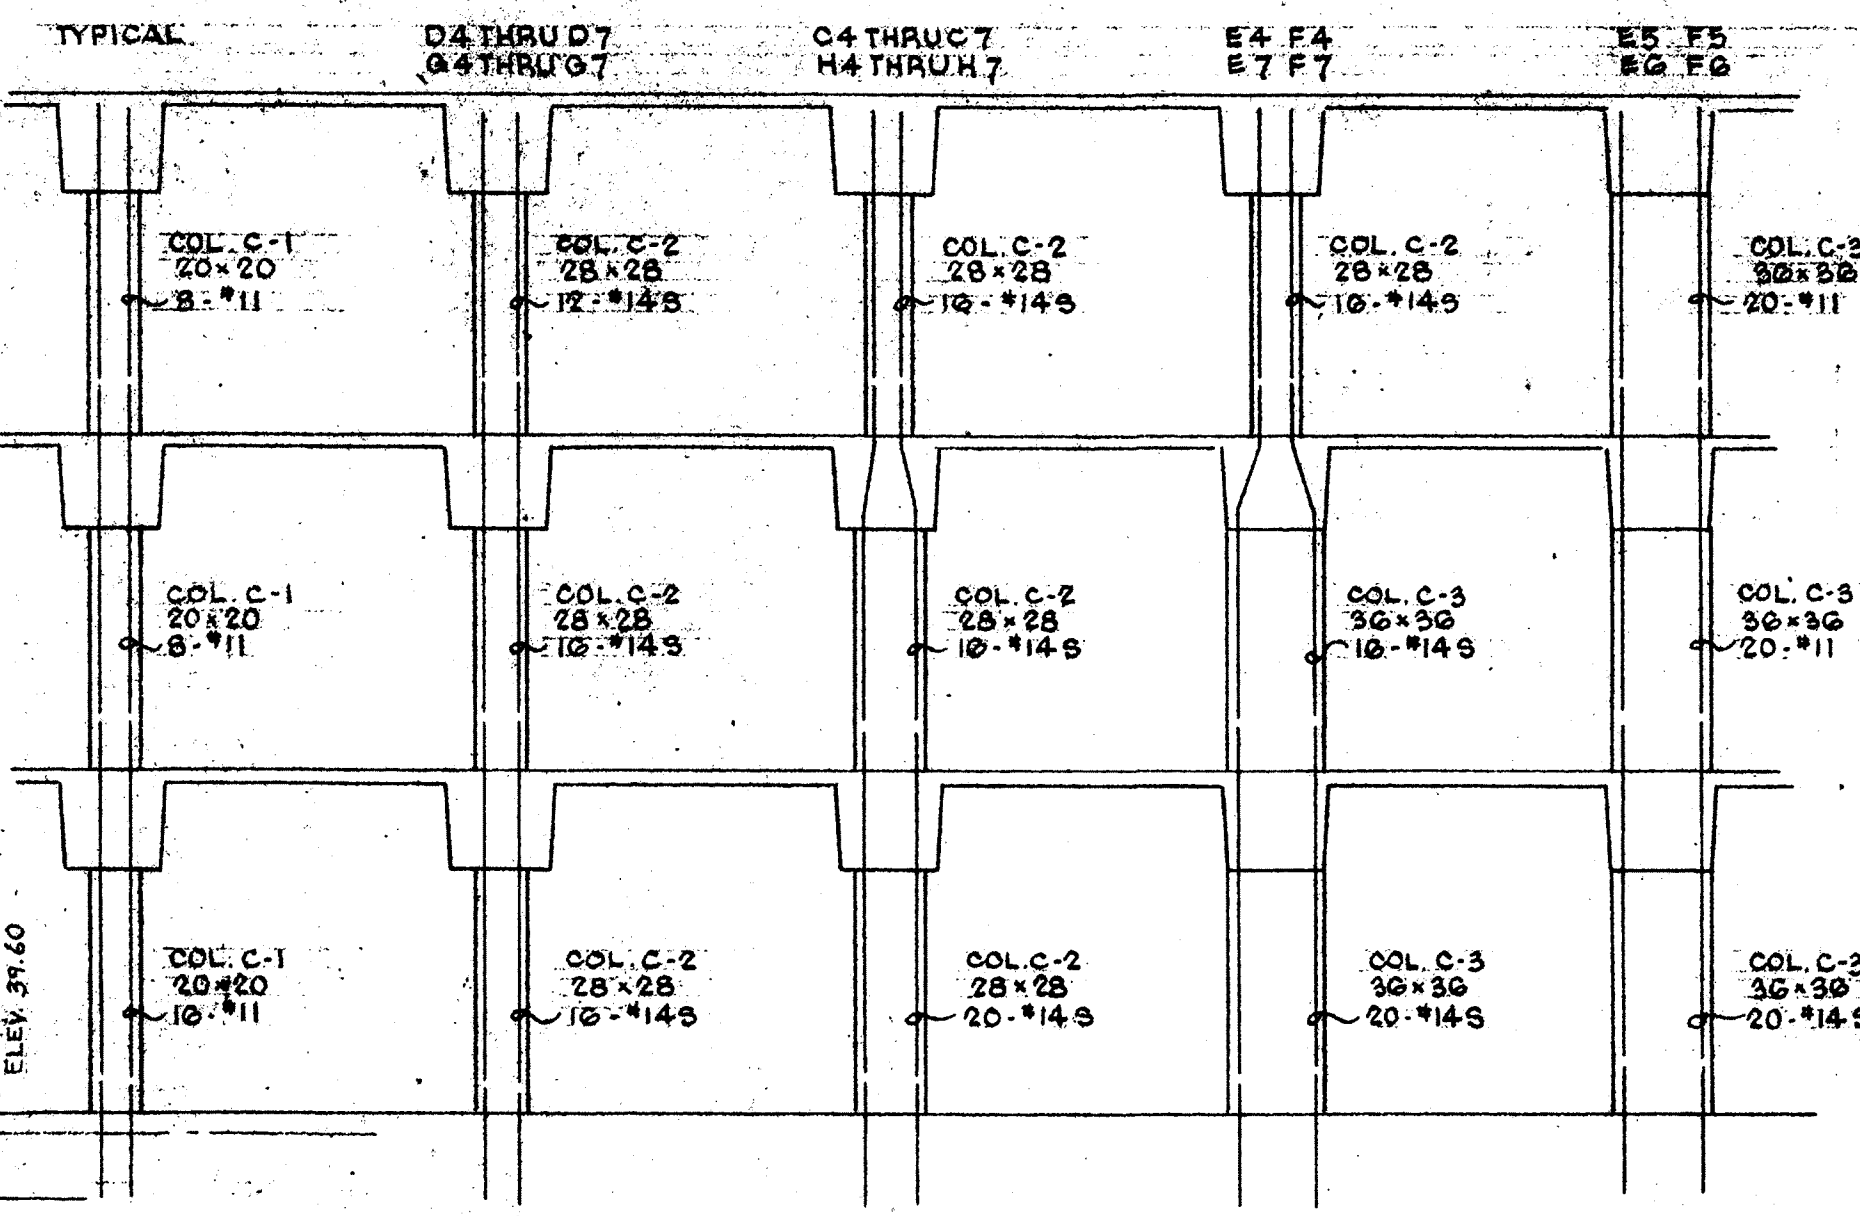 TYPICAL
D4 THRU D7
G4 THRU G7
C4 THRU C7
H4 THRU H7
E4 F4
E7 F7
E5 F5
E6 F6
COL. C-1
20×20
8-#11
COL. C-2
28×28
12-#14S
COL. C-2
28×28
16-#14S
COL. C-2
28×28
16-#14S
COL. C-3
36×36
20-#11
COL. C-1
20×20
8-#11
COL. C-2
28×28
16-#14S
COL. C-2
28×28
16-#14S
COL. C-3
36×36
16-#14S
COL. C-3
36×36
20-#11
ELEV. 39.60
COL. C-1
20×20
16-#11
COL. C-2
28×28
16-#14S
COL. C-2
28×28
20-#14S
COL. C-3
36×36
20-#14S
COL. C-3
36×36
20-#14S